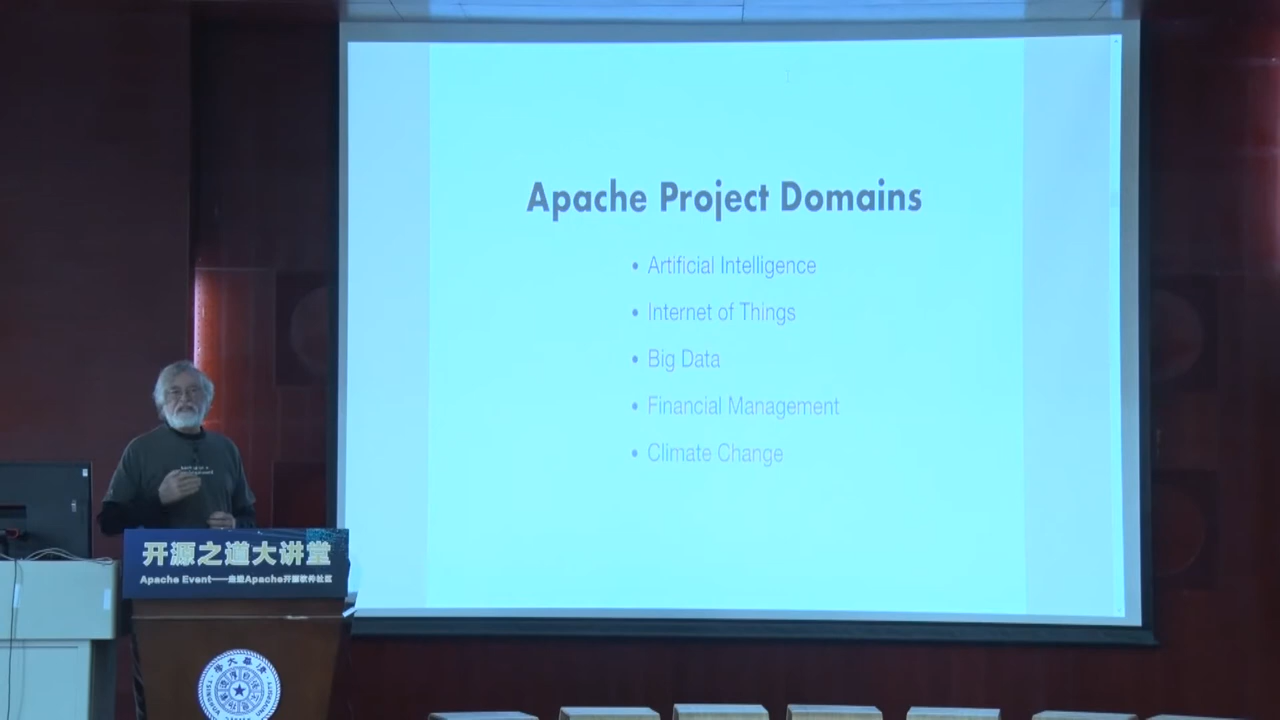 Apache Project Domains
• Artificial Intelligence
• Internet of Things
• Big Data
• Financial Management
• Climate Change
开源之道大讲堂
Apache Event——走进Apache开源软件社区